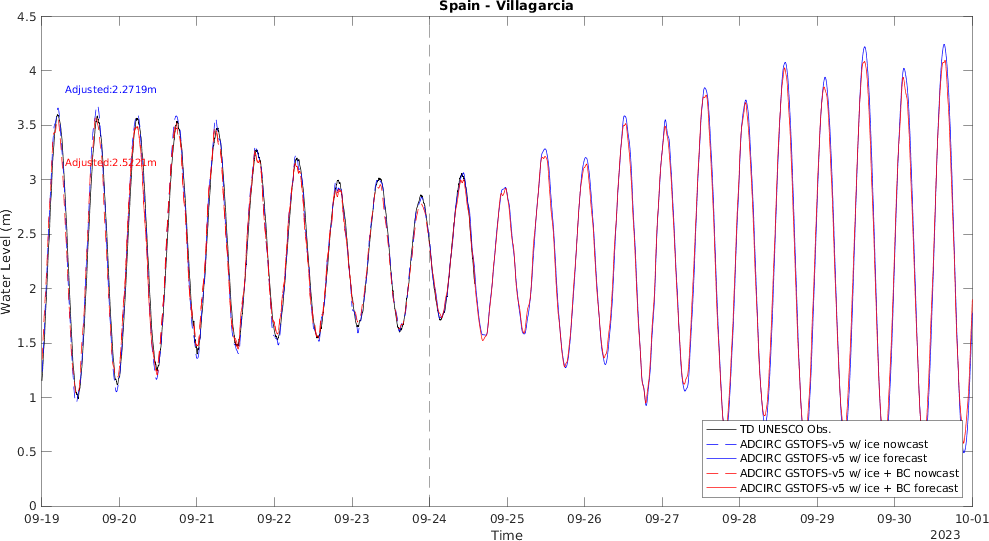 Spain - Villagarcia
4.5
4
3.5
3
2.5
2
1.5
1
0.5
0
Water Level (m)
Adjusted:2.2719m
Adjusted:2.5221m
TD UNESCO Obs.
ADCIRC GSTOFS-v5 w/ ice nowcast
ADCIRC GSTOFS-v5 w/ ice forecast
ADCIRC GSTOFS-v5 w/ ice + BC nowcast
ADCIRC GSTOFS-v5 w/ ice + BC forecast
09-19 09-20 09-21 09-22 09-23 09-24 09-25 09-26 09-27 09-28 09-29 09-30 10-01
Time
2023